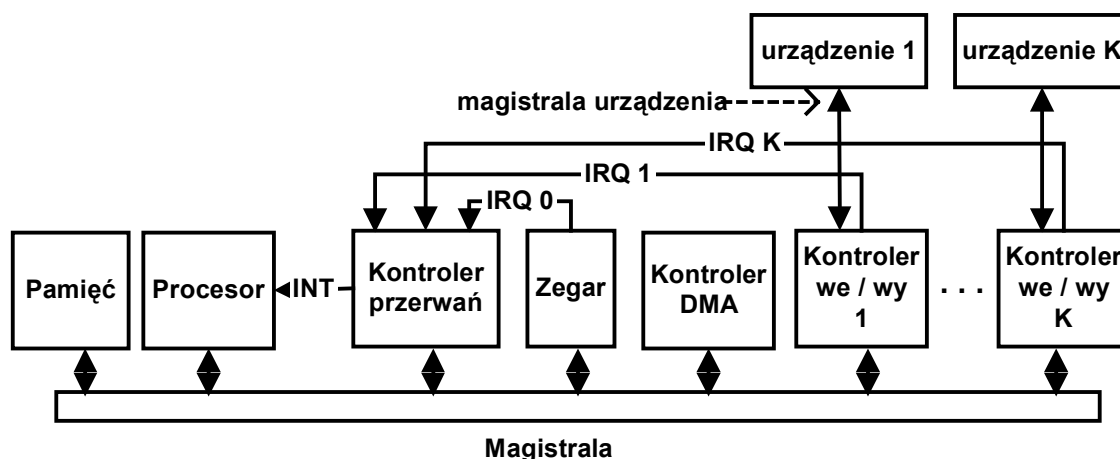 urządzenie 1
urządzenie K
magistrala urządzenia
IRQ K
IRQ 1
IRQ 0
Pamięć
Procesor
INT
Kontroler
przerwań
Zegar
Kontroler
DMA
Kontroler
we / wy
1
. . .
Kontroler
we / wy
K
Magistrala